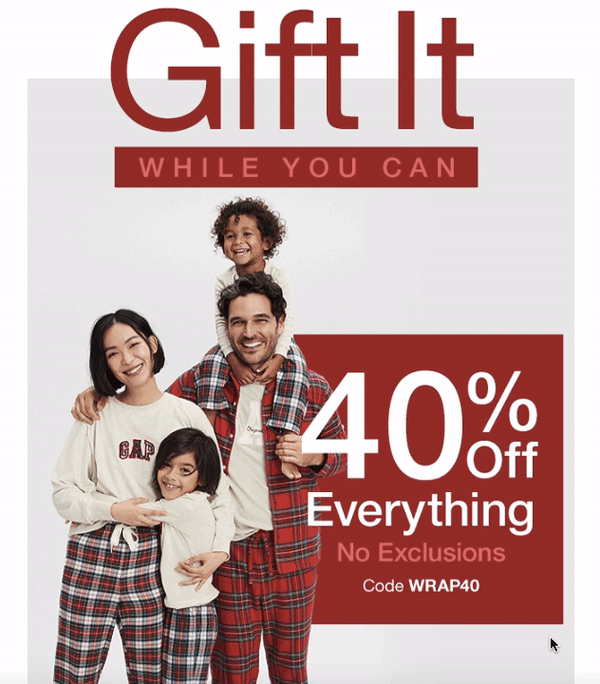 Gift It
WHILE YOU CAN
GAP
40% Off
Everything
No Exclusions
Code WRAP40